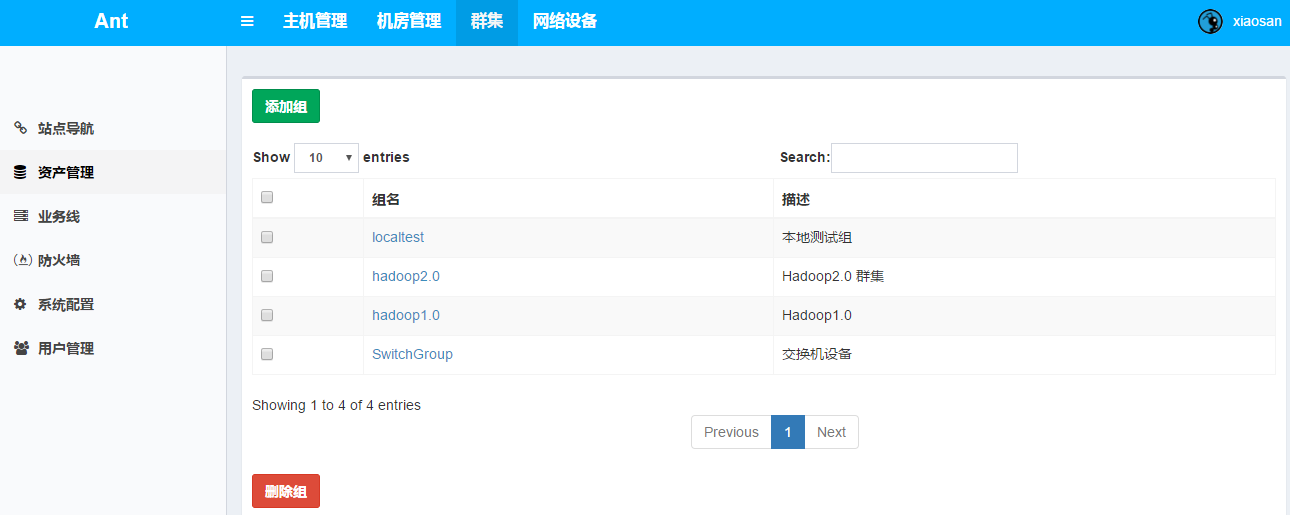 Ant 主机管理 机房管理 群集 网络设备 xiaosan
站点导航
资产管理
业务线
防火墙
系统配置
用户管理
添加组
Show 10 entries Search:
组名 描述
localtest 本地测试组
hadoop2.0 Hadoop2.0 群集
hadoop1.0 Hadoop1.0
SwitchGroup 交换机设备
Showing 1 to 4 of 4 entries
Previous 1 Next
删除组